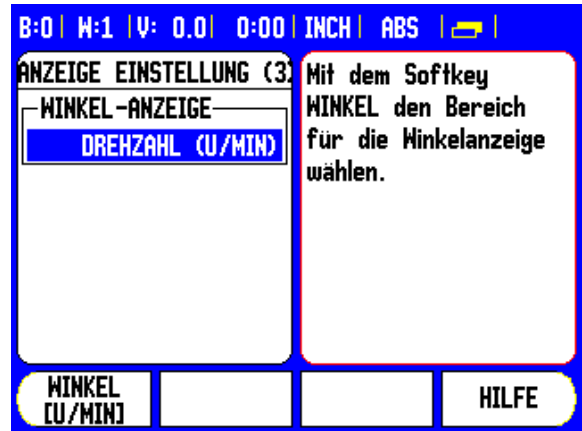 B:0| W:1 |V: 0.0| 0:00| INCH| ABS | |
ANZEIGE EINSTELLUNG (3)
WINKEL-ANZEIGE
DREHZAHL (U/MIN)
Mit dem Softkey
WINKEL den Bereich
für die Winkelanzeige
wählen.
WINKEL
[U/MIN]
HILFE